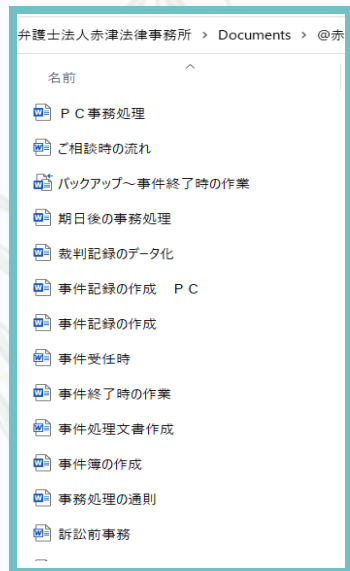 弁護士法人赤津法律事務所 > Documents > @赤
名前
ＰＣ事務処理
ご相談時の流れ
バックアップ～事件終了時の作業
期日後の事務処理
裁判記録のデータ化
事件記録の作成　ＰＣ
事件記録の作成
事件受任時
事件終了時の作業
事件処理文書作成
事件簿の作成
事務処理の通則
訴訟前事務